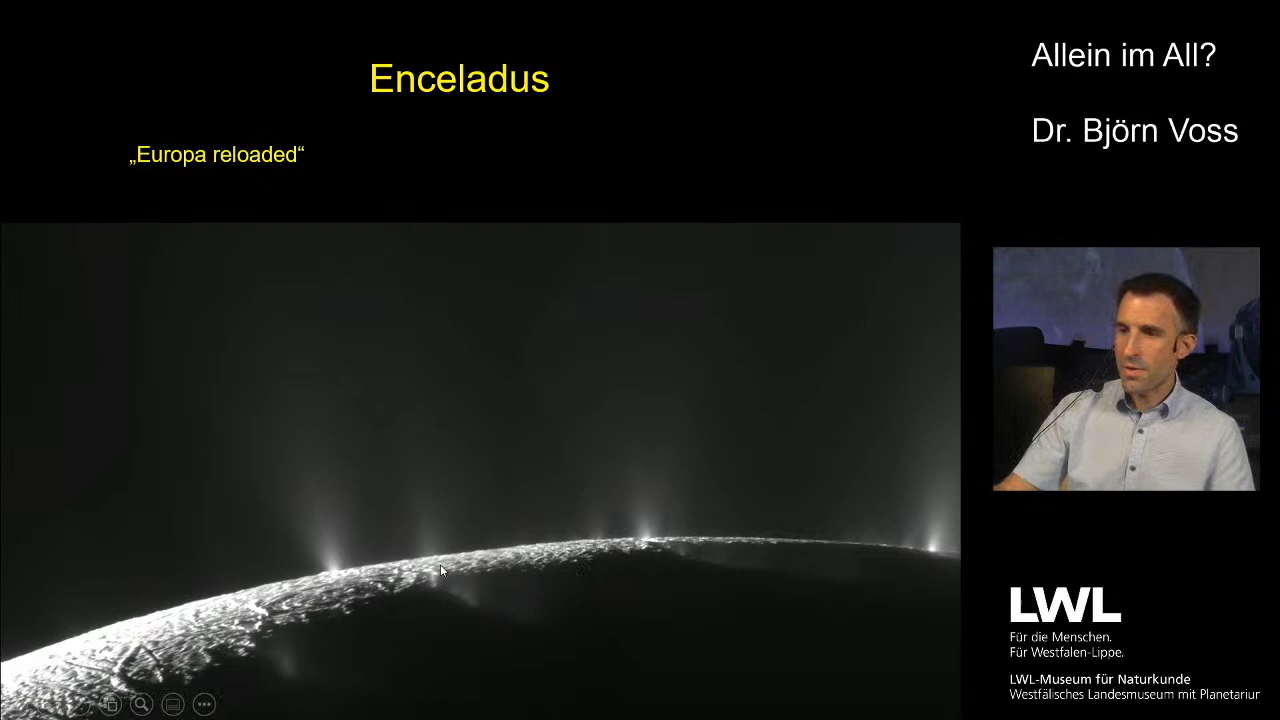 Enceladus
„Europa reloaded“
Allein im All?
Dr. Björn Voss
LWL
Für die Menschen.
Für Westfalen-Lippe.
LWL-Museum für Naturkunde
Westfälisches Landesmuseum mit Planetariur